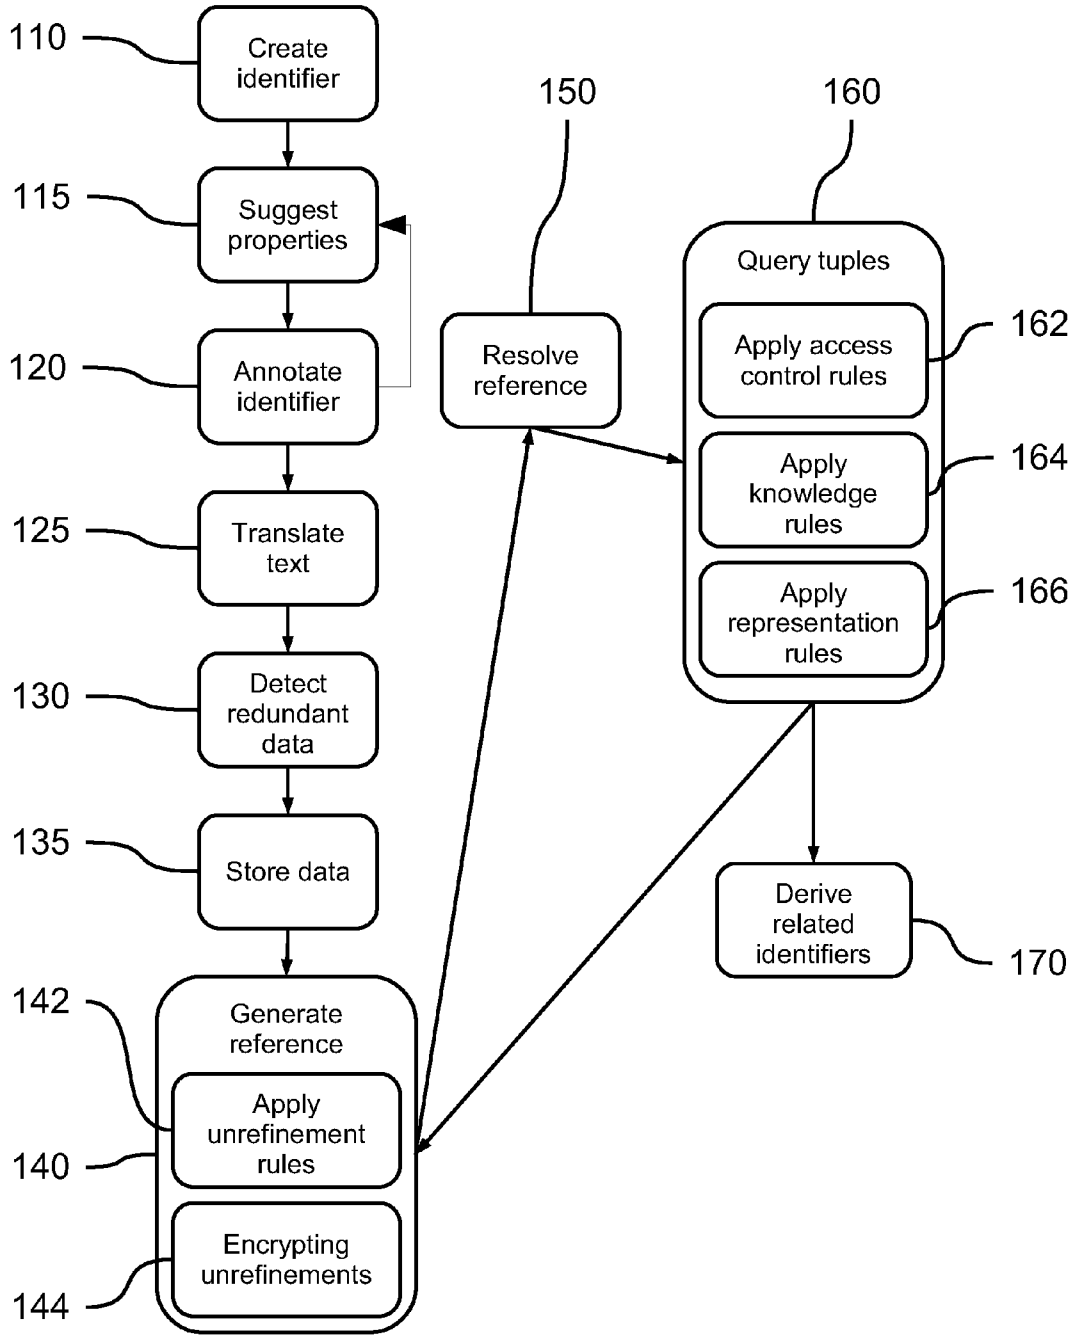 110
Create
identifier
115
Suggest
properties
120
Annotate
identifier
125
Translate
text
130
Detect
redundant
data
135
Store data
142
140
144
Generate
reference
Apply
unrefinement
rules
Encrypting
unrefinements
150
Resolve
reference
160
Query tuples
Apply access
control rules
162
Apply
knowledge
rules
164
Apply
representation
rules
166
Derive
related
identifiers
170